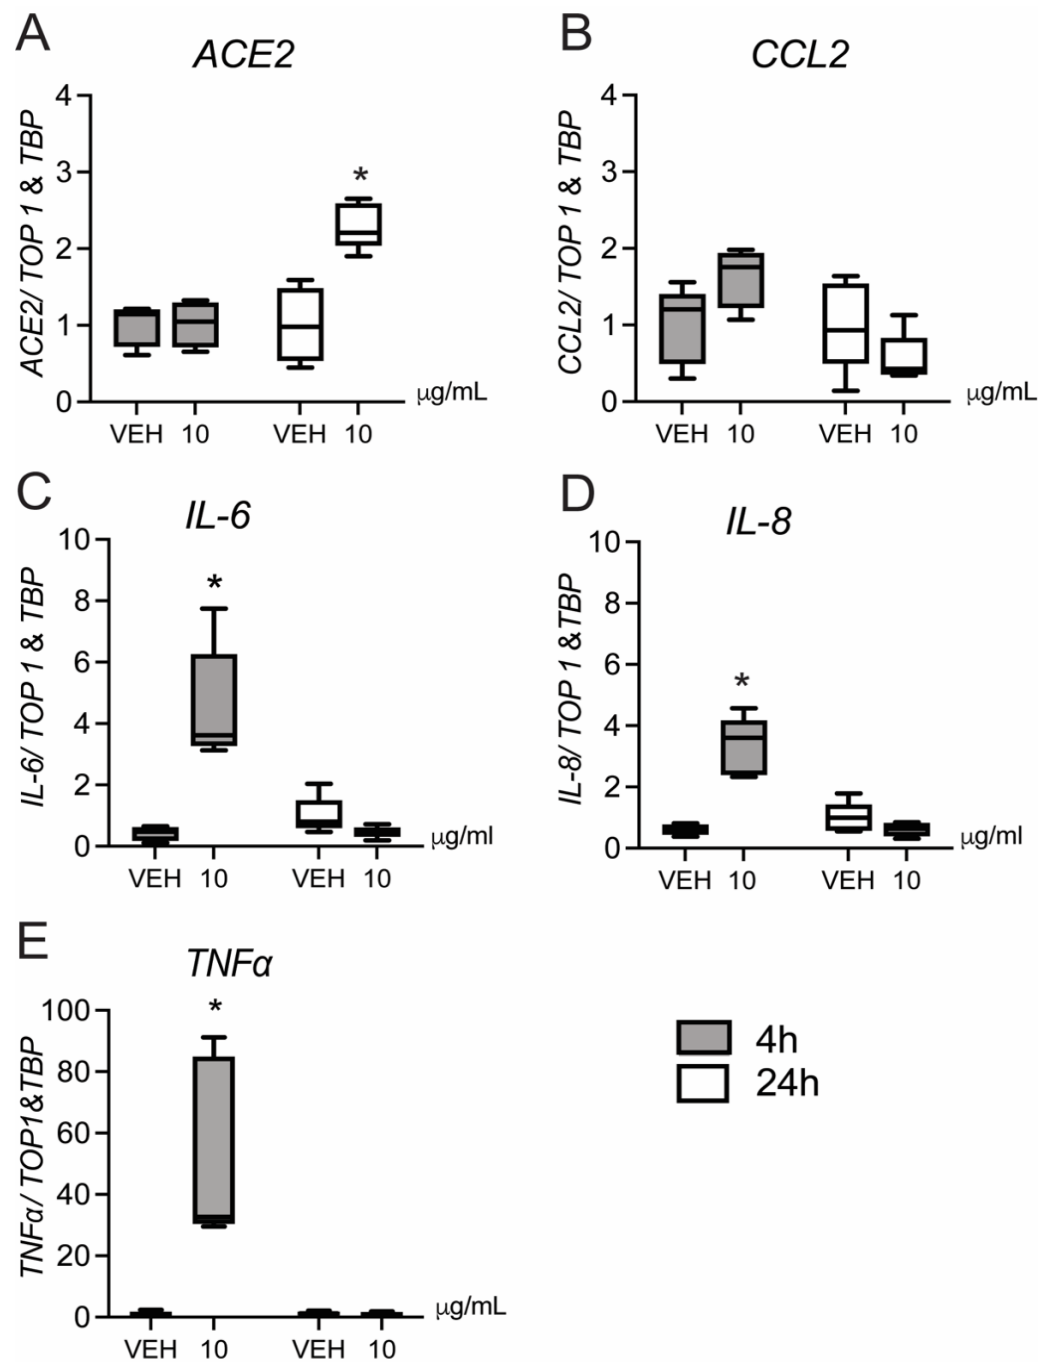 A
ACE2
ACE2/ TOP 1 & TBP
4
3
2
1
0
*
VEH 10 VEH 10
μg/mL
B
CCL2
CCL2/ TOP 1 & TBP
4
3
2
1
0
VEH 10 VEH 10
μg/mL
C
IL-6
IL-6/ TOP 1 & TBP
10
8
6
4
2
0
*
VEH 10 VEH 10
μg/ml
D
IL-8
IL-8/ TOP 1 &TBP
10
8
6
4
2
0
*
VEH 10 VEH 10
μg/mL
E
TNFα
TNFα/ TOP1&TBP
100
80
60
40
20
0
*
VEH 10 VEH 10
μg/mL
4h
24h